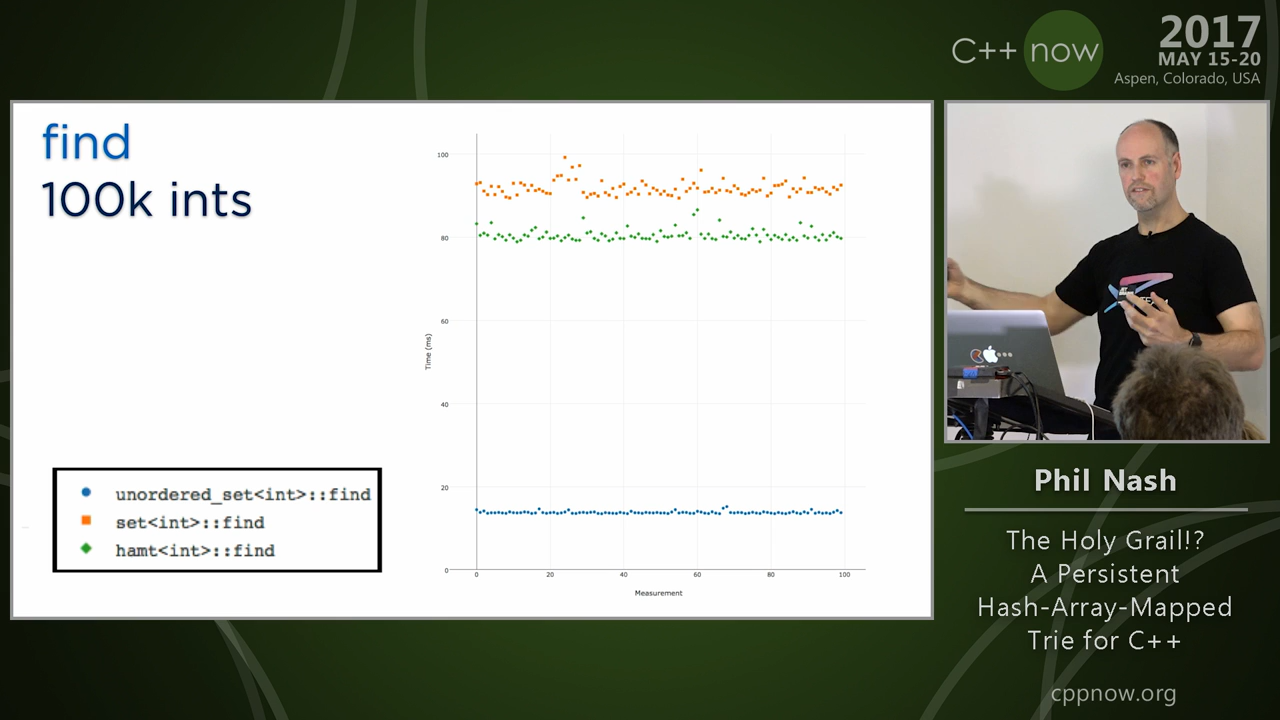 C++ now
2017
MAY 15-20
Aspen, Colorado, USA
find
100k ints
100
80
60
40
20
0
Time (ms)
0 20 40 60 80 100
Measurement
unordered_set<int>::find
set<int>::find
hamt<int>::find
Phil Nash
The Holy Grail!?
A Persistent
Hash-Array-Mapped
Trie for C++
cppnow.org